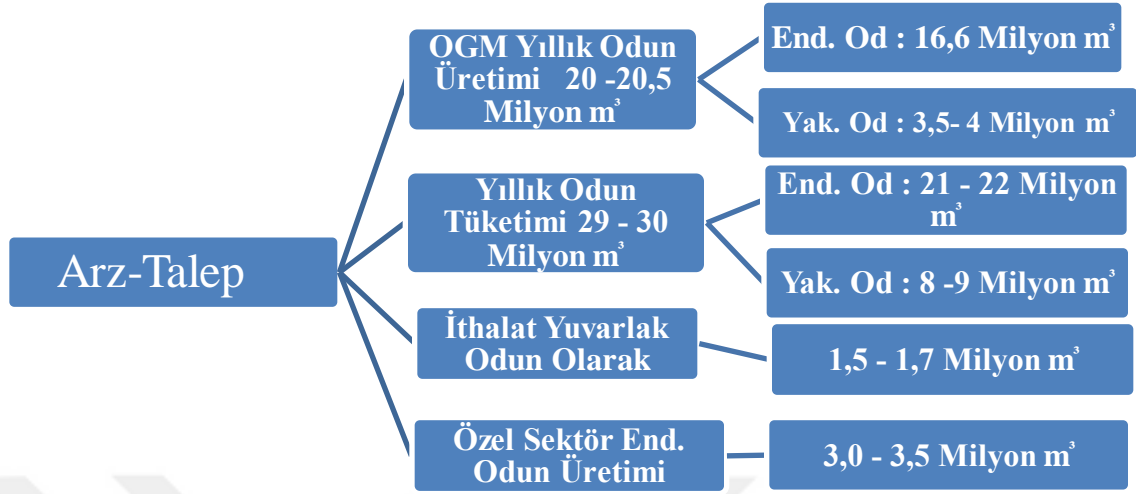 Arz-Talep
OGM Yıllık Odun
Üretimi 20 -20,5
Milyon m³
End. Od : 16,6 Milyon m³
Yak. Od : 3,5- 4 Milyon m³
Yıllık Odun
Tüketimi 29 - 30
Milyon m³
End. Od : 21 - 22 Milyon
m³
Yak. Od : 8 -9 Milyon m³
İthalat Yuvarlak
Odun Olarak
1,5 - 1,7 Milyon m³
Özel Sektör End.
Odun Üretimi
3,0 - 3,5 Milyon m³